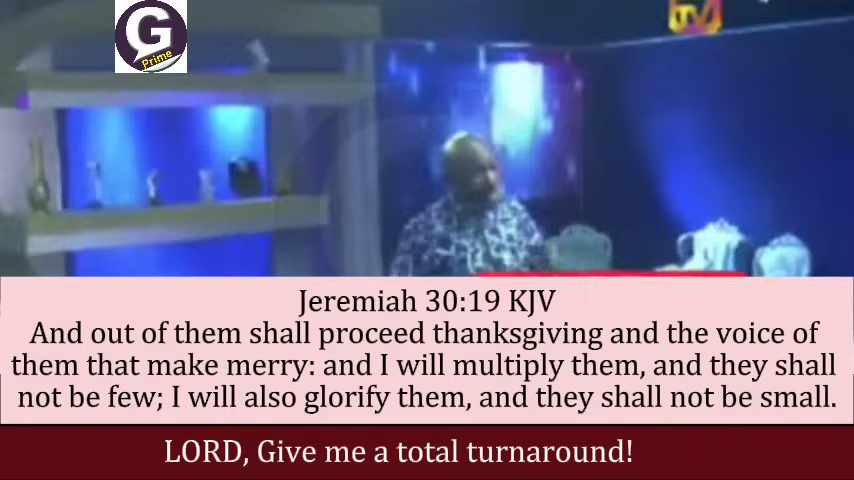 G
Prime
TV
Jeremiah 30:19 KJV
And out of them shall proceed thanksgiving and the voice of
them that make merry: and I will multiply them, and they shall
not be few; I will also glorify them, and they shall not be small.
LORD, Give me a total turnaround!